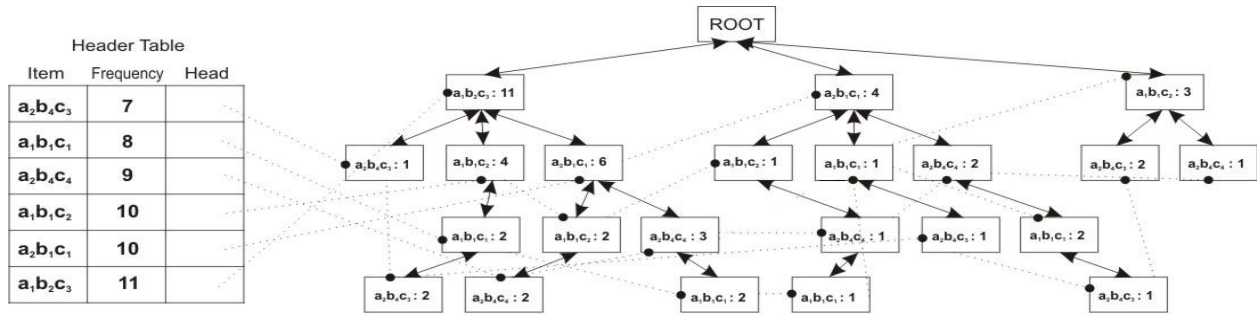 ROOT
Header Table
Item Frequency Head
a₂b₄c₃ 7
a₁b₁c₁ 8
a₂b₄c₄ 9
a₁b₁c₂ 10
a₂b₁c₁ 10
a₁b₂c₃ 11
a₁b₂c₃ : 11 a₂b₁c₁ : 4 a₁b₁c₂ : 3
a₂b₄c₃ : 1 a₁b₁c₂ : 4 a₂b₁c₁ : 6 a₁b₁c₂ : 1 a₁b₁c₁ : 1 a₂b₄c₄ : 2 a₂b₄c₃ : 2 a₂b₄c₄ : 1
a₁b₁c₁ : 2 a₁b₁c₂ : 2 a₂b₄c₄ : 3 a₂b₄c₄ : 1 a₂b₄c₃ : 1 a₁b₁c₁ : 2
a₂b₄c₃ : 2 a₂b₄c₄ : 2 a₁b₁c₁ : 2 a₁b₁c₁ : 1 a₂b₄c₃ : 1